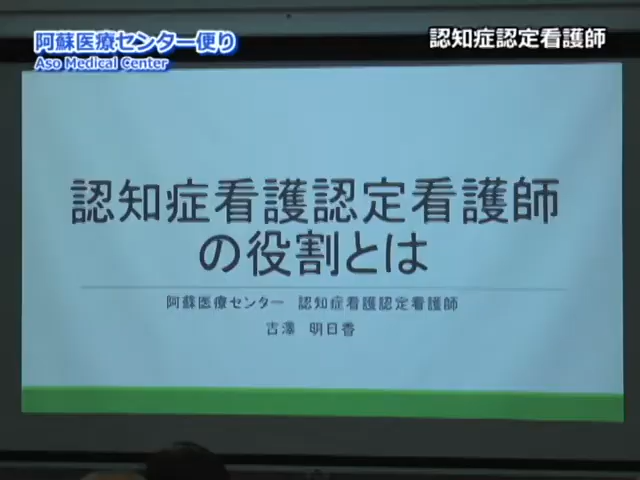 阿蘇医療センター便り
Aso Medical Center
認知症認定看護師
認知症看護認定看護師
の役割とは
阿蘇医療センター 認知症看護認定看護師
古澤 明日香